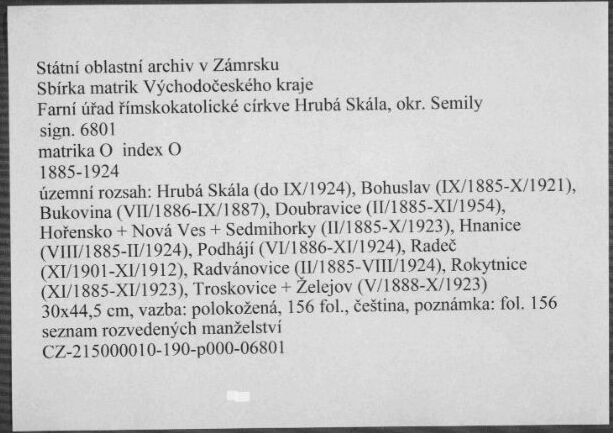 Státní oblastní archiv v Zámrsku
Sbírka matrik Východočeského kraje
Farní úřad římskokatolické církve Hrubá Skála, okr. Semily
sign. 6801
matrika O  index O
1885-1924
územní rozsah: Hrubá Skála (do IX/1924), Bohuslav (IX/1885-X/1921),
Bukovina (VII/1886-IX/1887), Doubravice (II/1885-XI/1954),
Hořensko + Nová Ves + Sedmihorky (II/1885-X/1923), Hnanice
(VIII/1885-II/1924), Podhájí (VI/1886-XI/1924), Radeč
(XI/1901-XI/1912), Radvánovice (II/1885-VIII/1924), Rokytnice
(XI/1885-XI/1923), Troskovice + Želejov (V/1888-X/1923)
30x44,5 cm, vazba: polokožená, 156 fol., čeština, poznámka: fol. 156
seznam rozvedených manželství
CZ-215000010-190-p000-06801